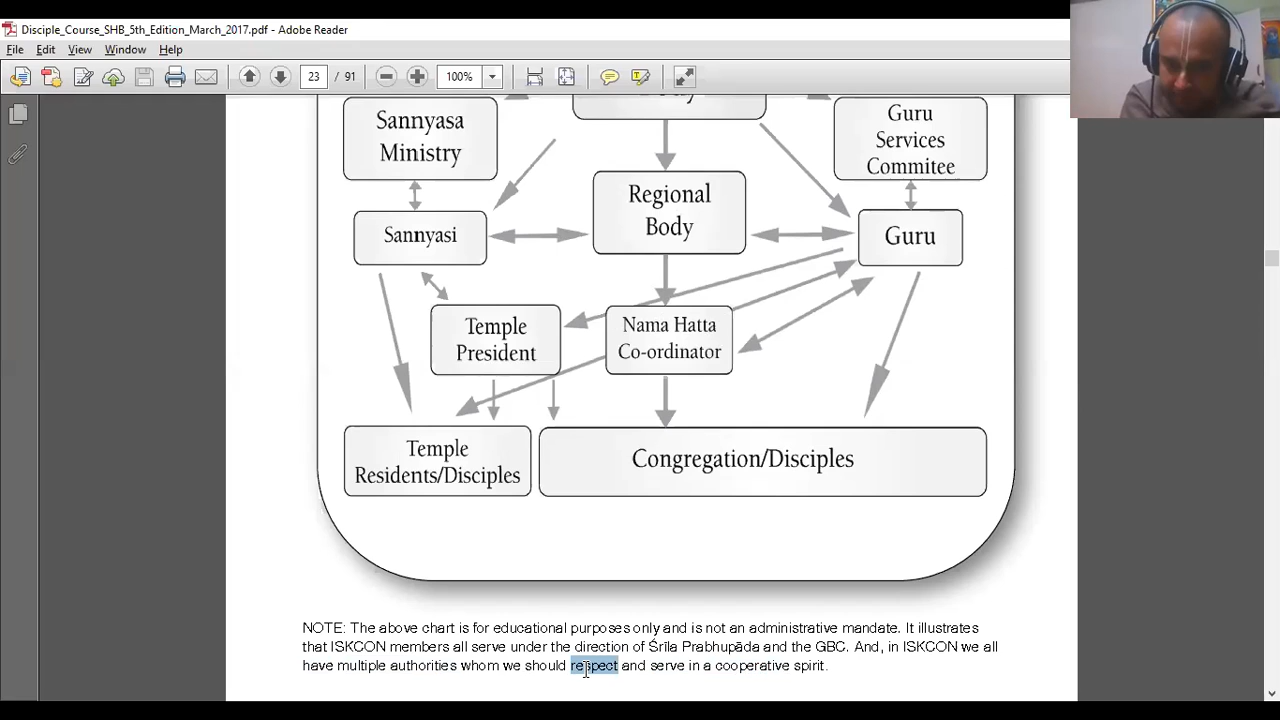 Disciple_Course_SHB_5th_Edition_March_2017.pdf - Adobe Reader
File Edit View Window Help
23 / 91 100%
Body
Sannyasa
Ministry
Guru
Services
Commitee
Regional
Body
Sannyasi
Guru
Temple
President
Nama Hatta
Co-ordinator
Temple
Residents/Disciples
Congregation/Disciples
NOTE: The above chart is for educational purposes only and is not an administrative mandate. It illustrates
that ISKCON members all serve under the direction of Śrīla Prabhupāda and the GBC. And, in ISKCON we all
have multiple authorities whom we should respect and serve in a cooperative spirit.